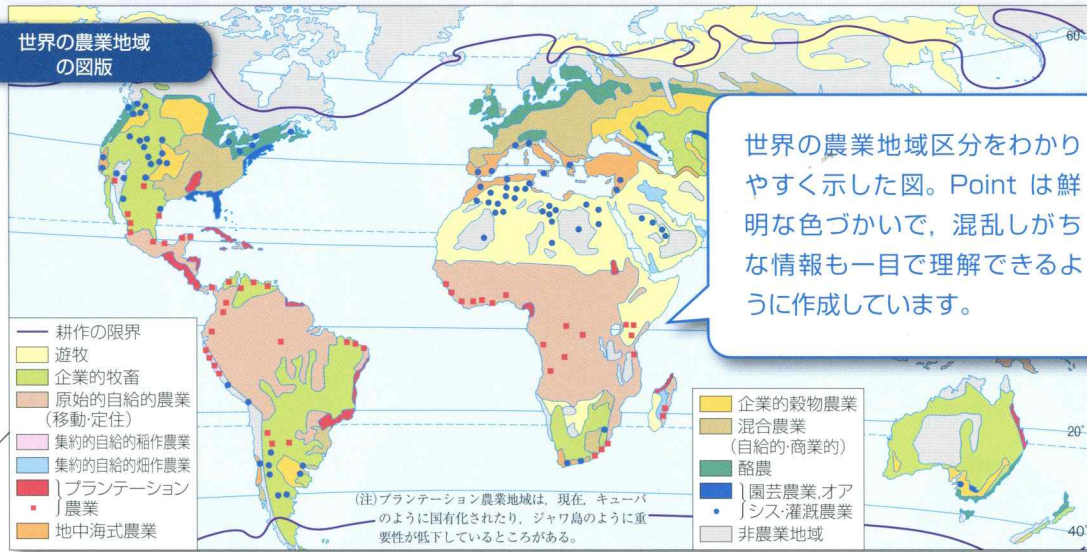 世界の農業地域
の図版
60°
世界の農業地域区分をわかり
やすく示した図。Point は鮮
明な色づかいで，混乱しがち
な情報も一目で理解できるよ
うに作成しています。
耕作の限界
遊牧
企業的牧畜
原始的自給的農業
(移動·定住)
集約的自給的稲作農業
集約的自給的畑作農業
プランテーション
農業
地中海式農業
(注)プランテーション農業地域は，現在，キューバ
のように国有化されたり，ジャワ島のように重
要性が低下しているところがある。
企業的穀物農業
混合農業
(自給的·商業的)
酪農
園芸農業,オア
シス·灌漑農業
非農業地域
20°
40°